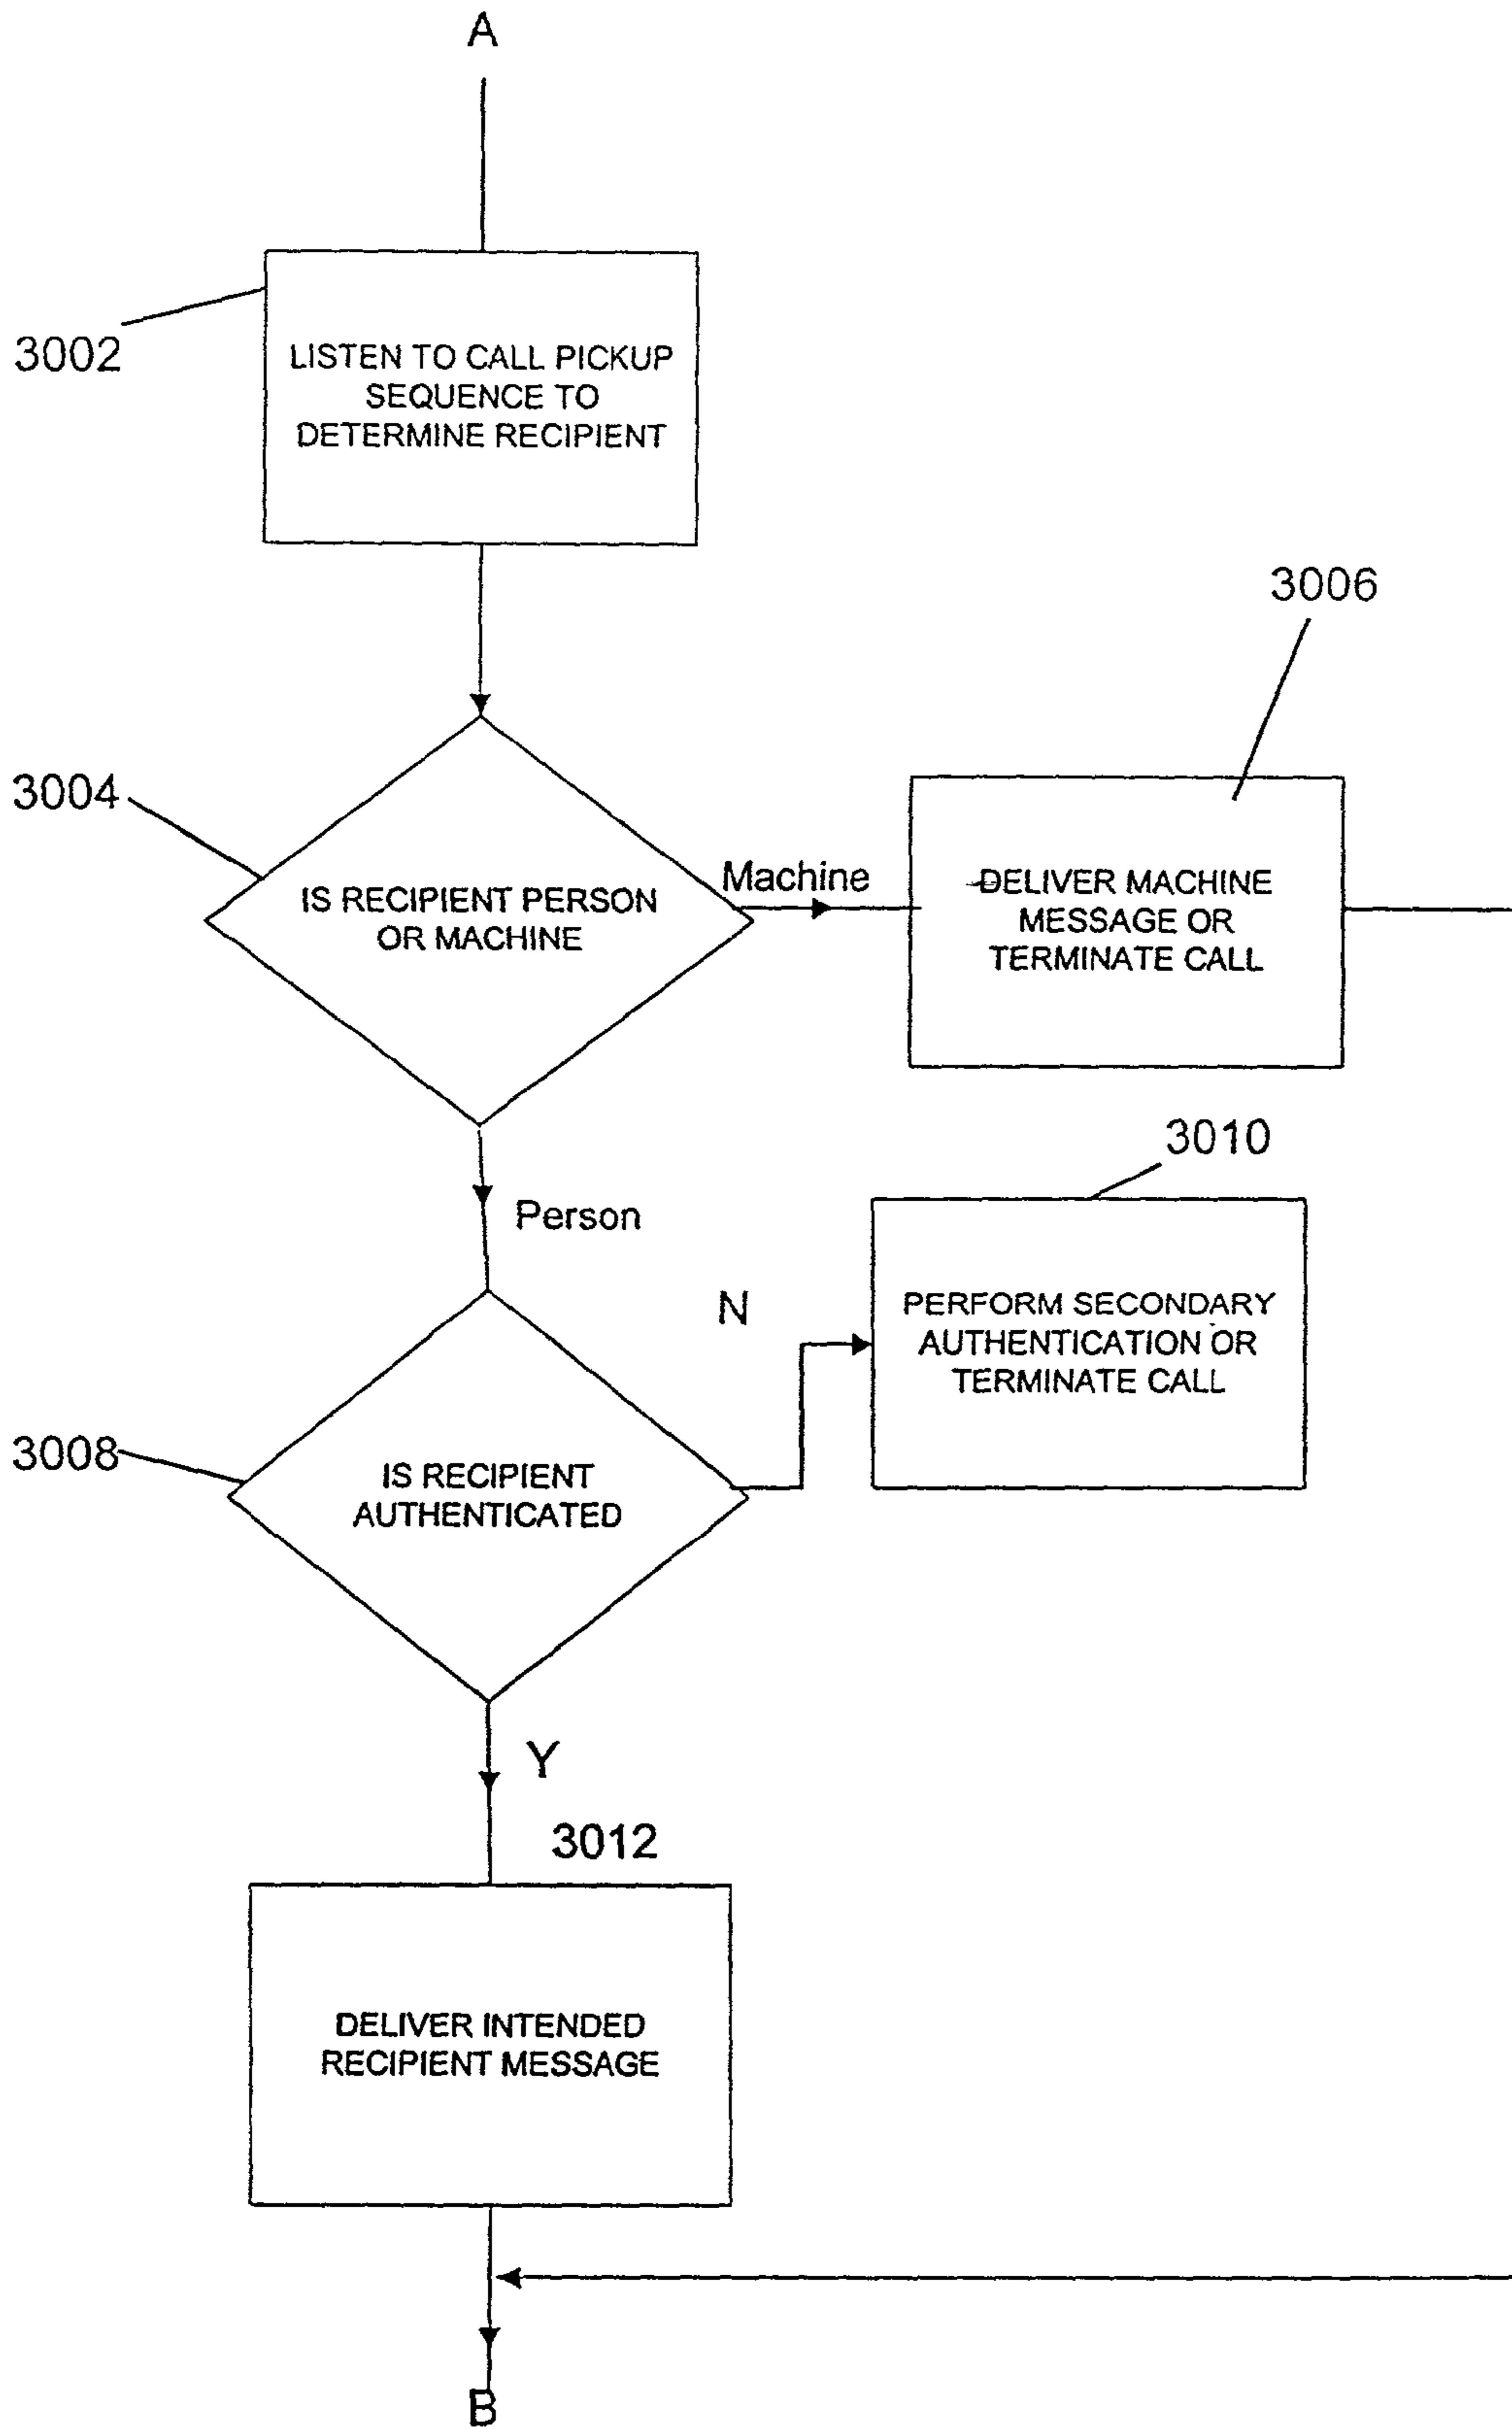 A
3002
LISTEN TO CALL PICKUP
SEQUENCE TO
DETERMINE RECIPIENT
3006
3004
IS RECIPIENT PERSON
OR MACHINE
Machine
DELIVER MACHINE
MESSAGE OR
TERMINATE CALL
3010
Person
N
PERFORM SECONDARY
AUTHENTICATION OR
TERMINATE CALL
3008
IS RECIPIENT
AUTHENTICATED
Y
3012
DELIVER INTENDED
RECIPIENT MESSAGE
B